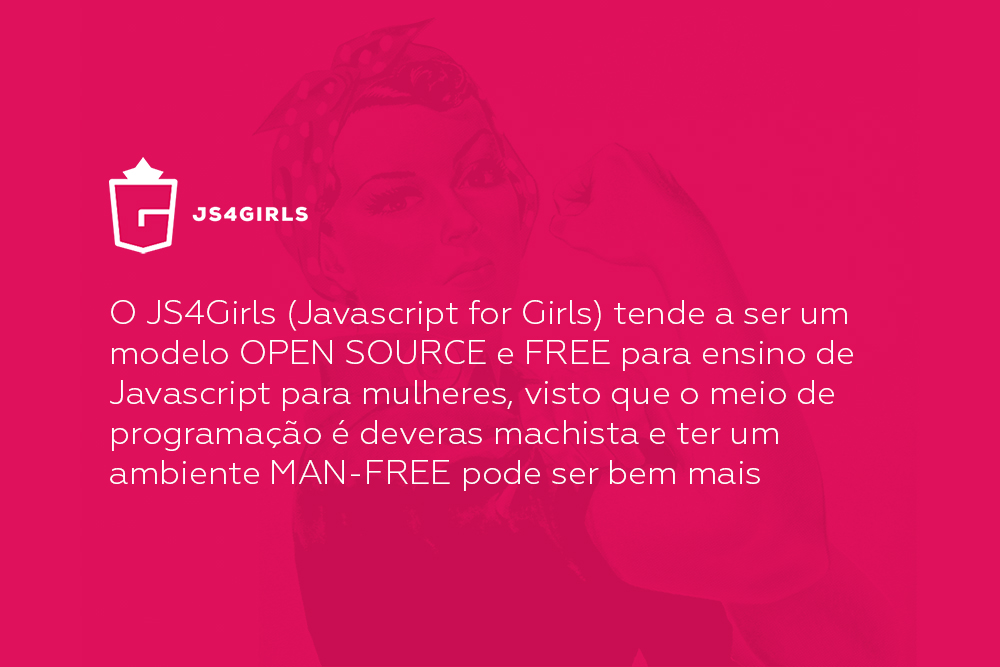 JS4GIRLS
O JS4Girls (Javascript for Girls) tende a ser um
modelo OPEN SOURCE e FREE para ensino de
Javascript para mulheres, visto que o meio de
programação é deveras machista e ter um
ambiente MAN-FREE pode ser bem mais